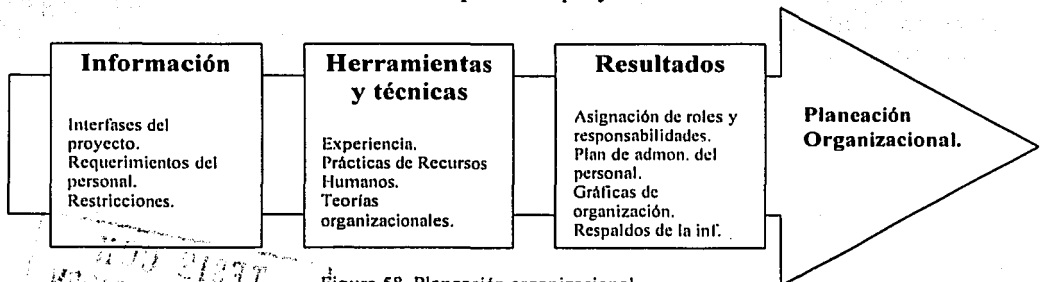 Información
Interfases del
proyecto.
Requerimientos del
personal.
Restricciones.
Herramientas
y técnicas
Experiencia.
Prácticas de Recursos
Humanos.
Teorías
organizacionales.
Resultados
Asignación de roles y
responsabilidades.
Plan de admon. del
personal.
Gráficas de
organización.
Respaldos de la inf.
Planeación
Organizacional.
Figura 58. Planeación organizacional